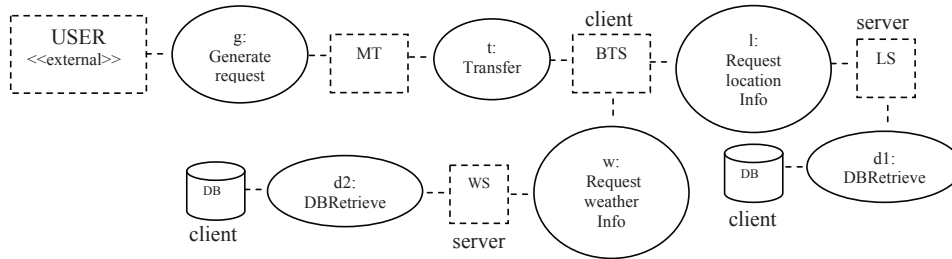 USER
<<external>>
g:
Generate
request
MT
t:
Transfer
client
BTS
l:
Request
location
Info
server
LS
DB
client
d2:
DBRetrieve
WS
server
w:
Request
weather
Info
DB
client
d1:
DBRetrieve